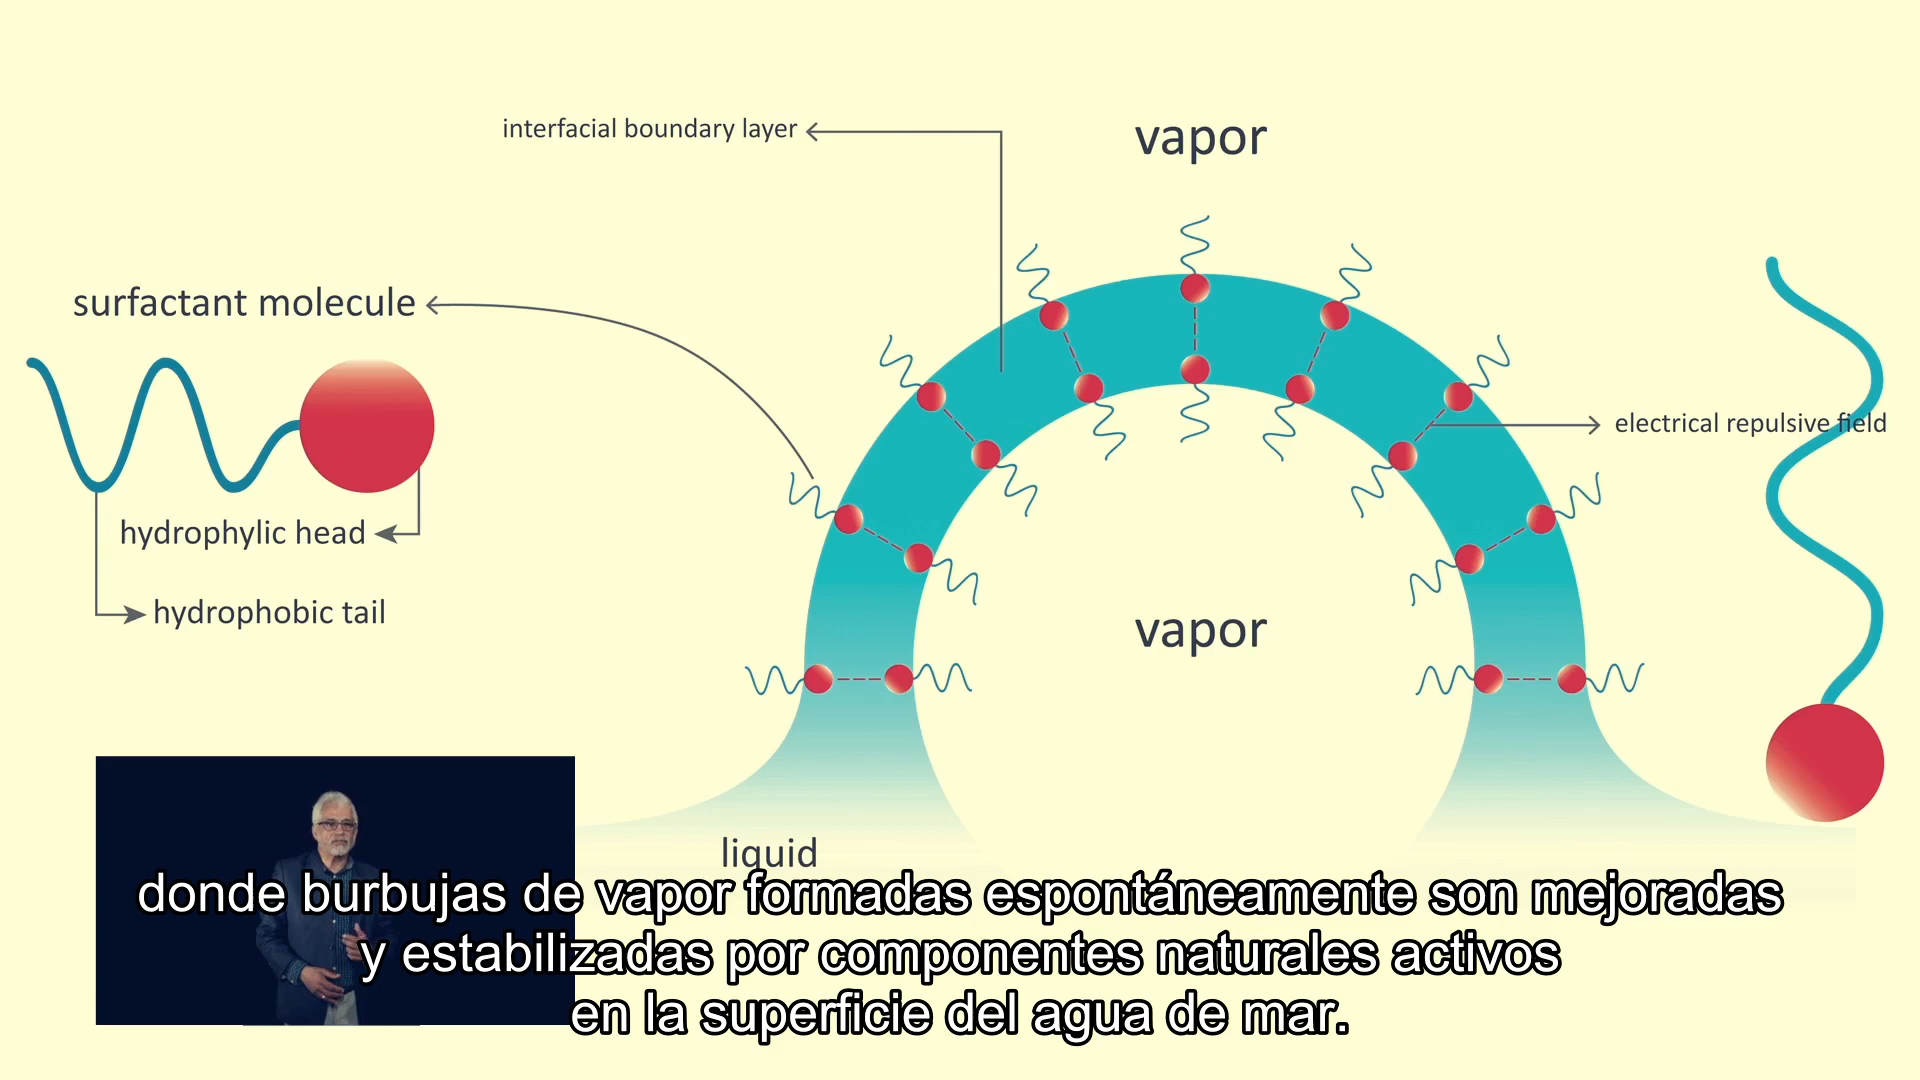 interfacial boundary layer
vapor
surfactant molecule
electrical repulsive field
hydrophylic head
hydrophobic tail
vapor
liquid
donde burbujas de vapor formadas espontáneamente son mejoradas
y estabilizadas por componentes naturales activos
en la superficie del agua de mar.